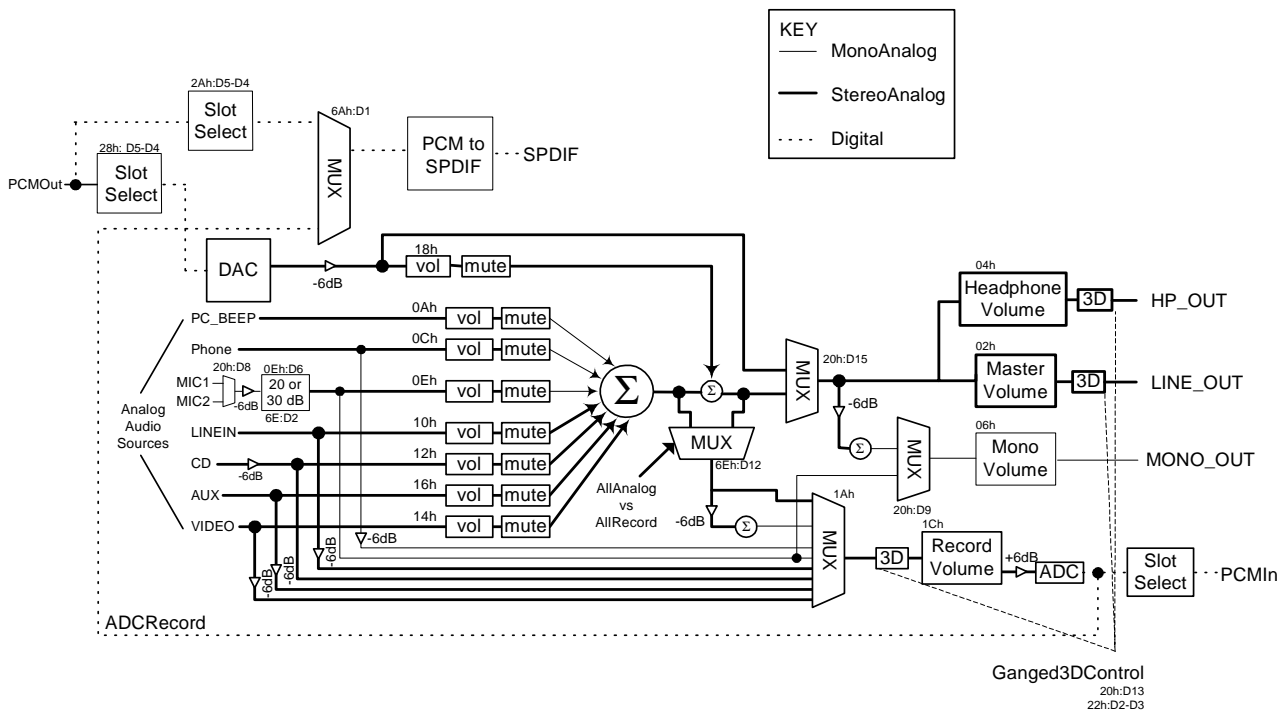 KEY
MonoAnalog
StereoAnalog
Digital
2Ah:D5-D4
Slot
Select
6Ah:D1
MUX
PCM to
SPDIF
SPDIF
28h: D5-D4
Slot
Select
PCMOut
DAC
-6dB
18h
vol
mute
PC_BEEP
0Ah
vol
mute
Phone
0Ch
vol
mute
20h:D8
0Eh:D6
MIC1
MIC2
-6dB
20 or
30 dB
6E:D2
0Eh
vol
mute
Analog
Audio
Sources
LINEIN
10h
vol
mute
CD
-6dB
12h
vol
mute
AUX
16h
vol
mute
VIDEO
14h
vol
mute
Σ
Σ
MUX
6Eh:D12
AllAnalog
vs
AllRecord
-6dB
Σ
-6dB
-6dB
-6dB
-6dB
-6dB
MUX
20h:D15
-6dB
Σ
MUX
20h:D9
04h
Headphone
Volume
3D
HP_OUT
02h
Master
Volume
3D
LINE_OUT
06h
Mono
Volume
MONO_OUT
1Ah
MUX
3D
1Ch
Record
Volume
+6dB
ADC
Slot
Select
PCMIn
ADCRecord
Ganged3DControl
20h:D13
22h:D2-D3